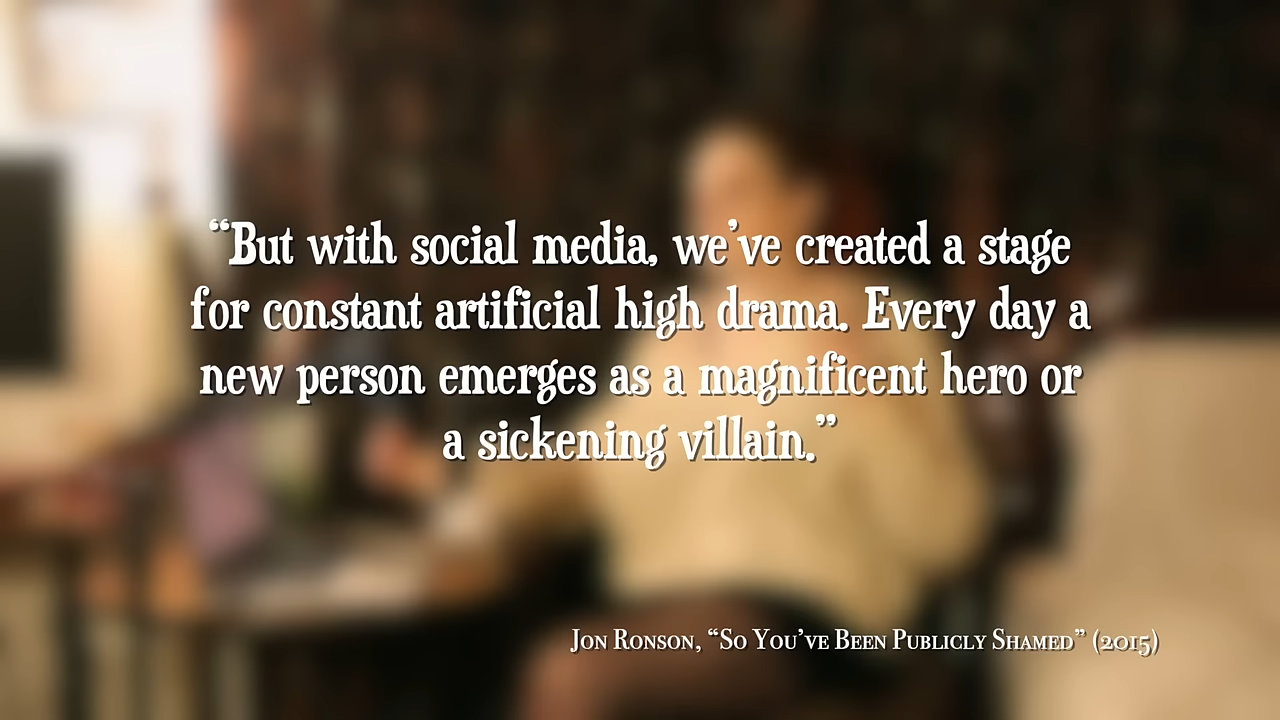 “But with social media, we’ve created a stage
for constant artificial high drama. Every day a
new person emerges as a magnificent hero or
a sickening villain.”
Jon Ronson, “So You’ve Been Publicly Shamed” (2015)